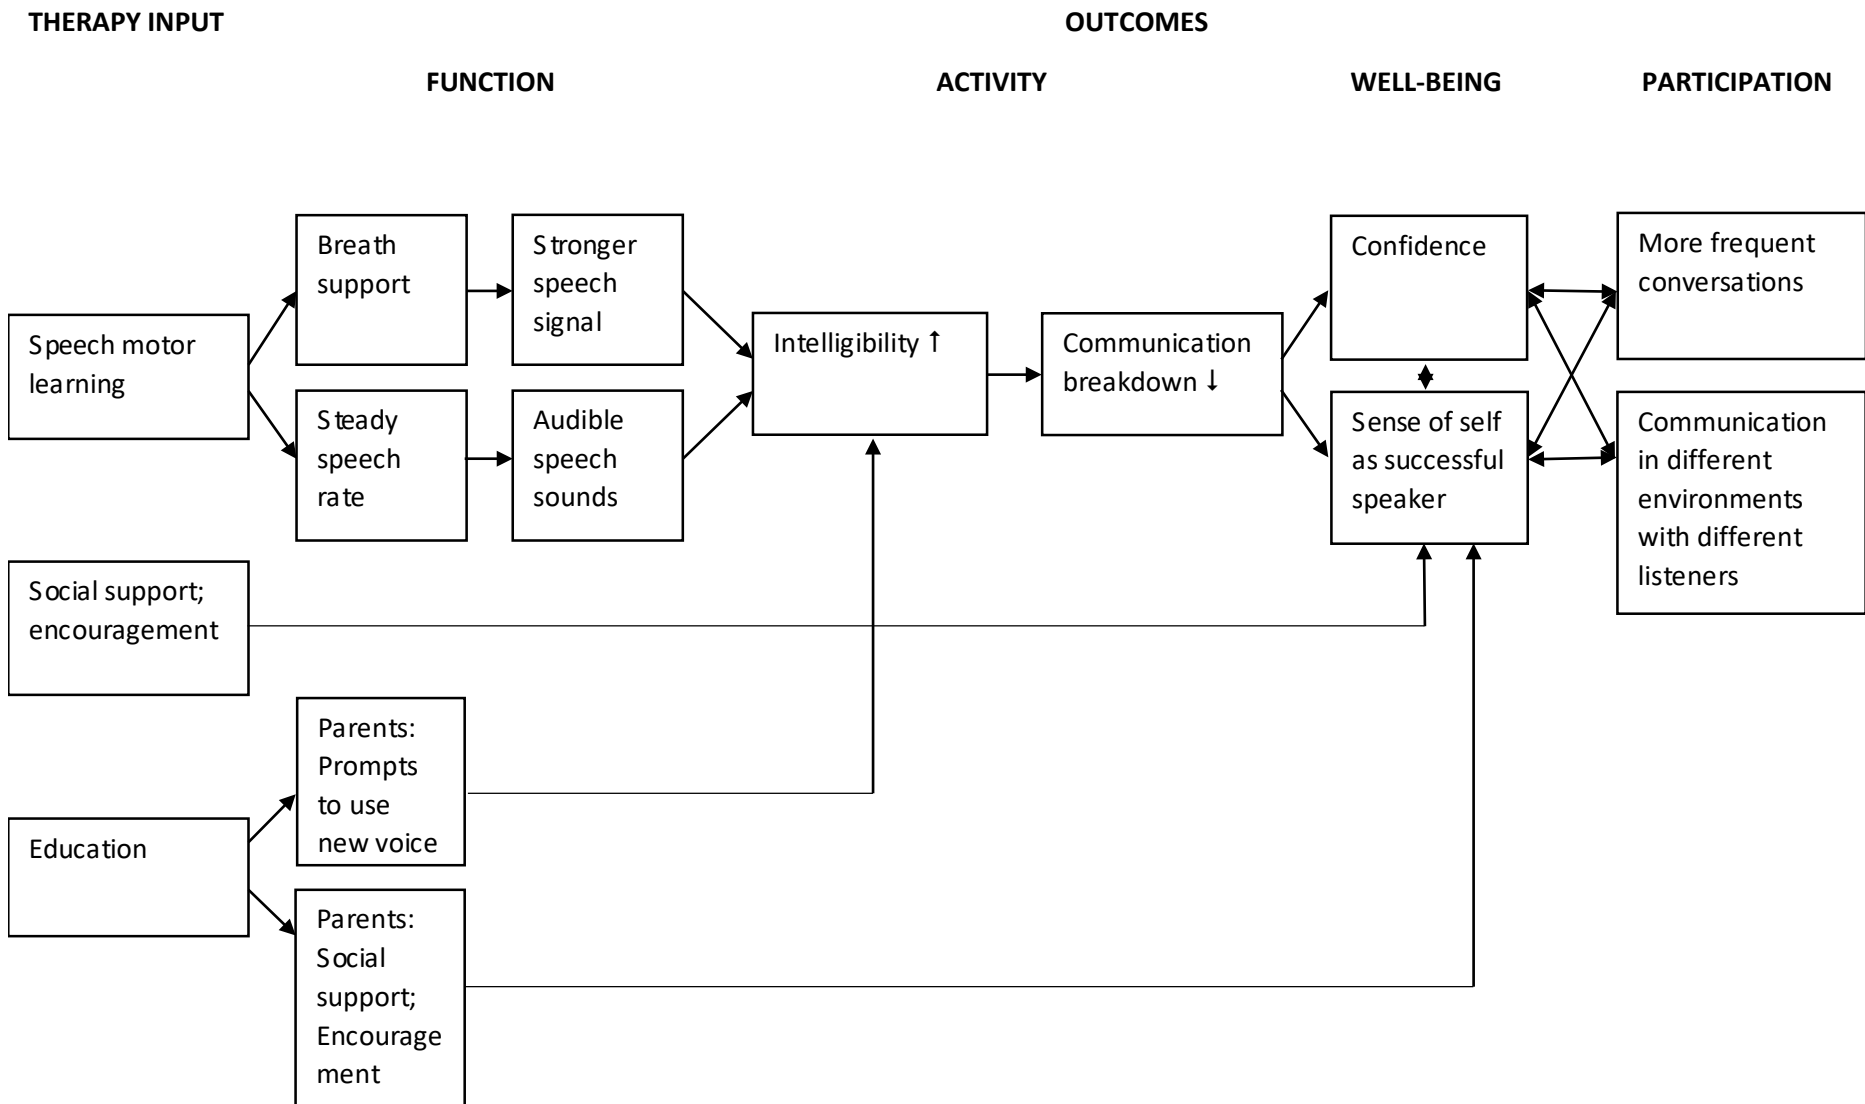 THERAPY INPUT
OUTCOMES
FUNCTION
ACTIVITY
WELL-BEING
PARTICIPATION
Speech motor
learning
Breath
support
Stronger
speech
signal
Steady
speech
rate
Audible
speech
sounds
Intelligibility ↑
Communication
breakdown ↓
Confidence
Sense of self
as successful
speaker
More frequent
conversations
Communication
in different
environments
with different
listeners
Social support;
encouragement
Education
Parents:
Prompts
to use
new voice
Parents:
Social
support;
Encourage
ment